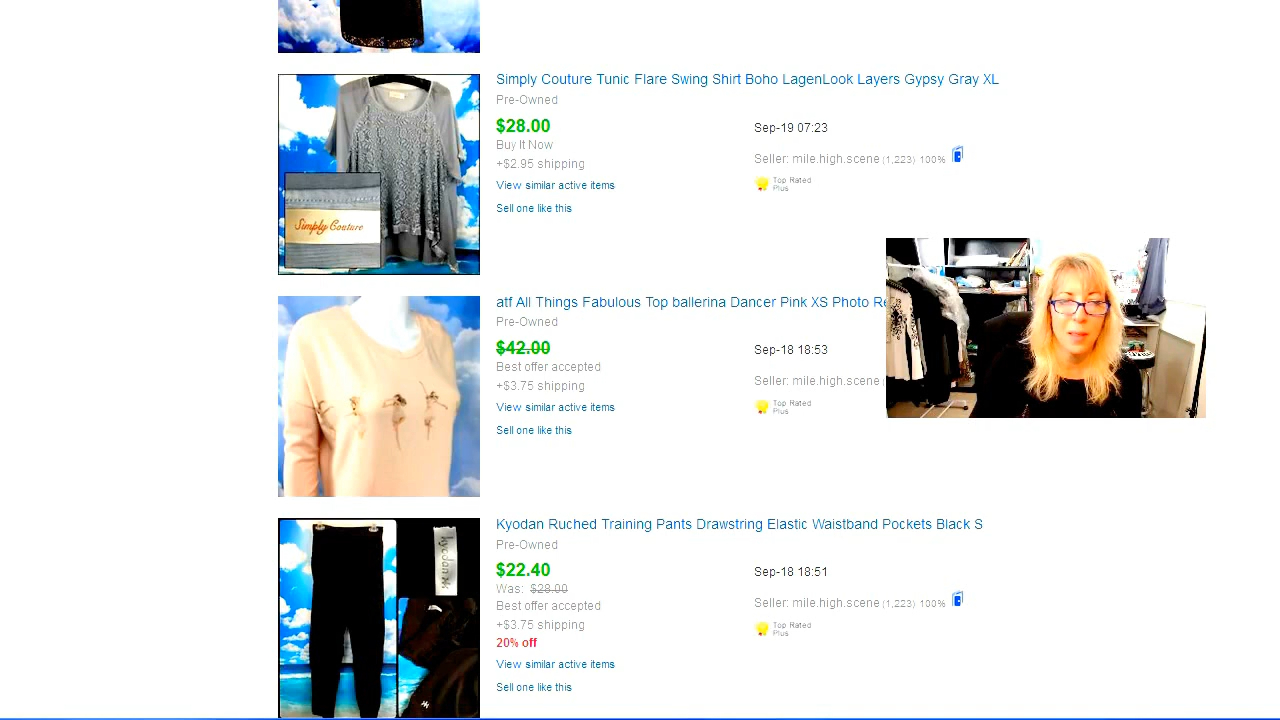 Simply Couture Tunic Flare Swing Shirt Boho LagenLook Layers Gypsy Gray XL
Pre-Owned
$28.00
Sep-19 07:23
Buy It Now
+$2.95 shipping
Seller: mile.high.scene (1,223) 100%
View similar active items
Top Rated
Plus
Sell one like this
Simply Couture
atf All Things Fabulous Top ballerina Dancer Pink XS Photo
Pre-Owned
$42.00
Sep-18 18:53
Best offer accepted
+$3.75 shipping
Seller: mile.high.scene
View similar active items
Top Rated
Plus
Sell one like this
Kyodan Ruched Training Pants Drawstring Elastic Waistband Pockets Black S
Pre-Owned
$22.40
Sep-18 18:51
Was: $28.00
Best offer accepted
Seller: mile.high.scene (1,223) 100%
+$3.75 shipping
Top Rated
Plus
20% off
View similar active items
Sell one like this
kyodan